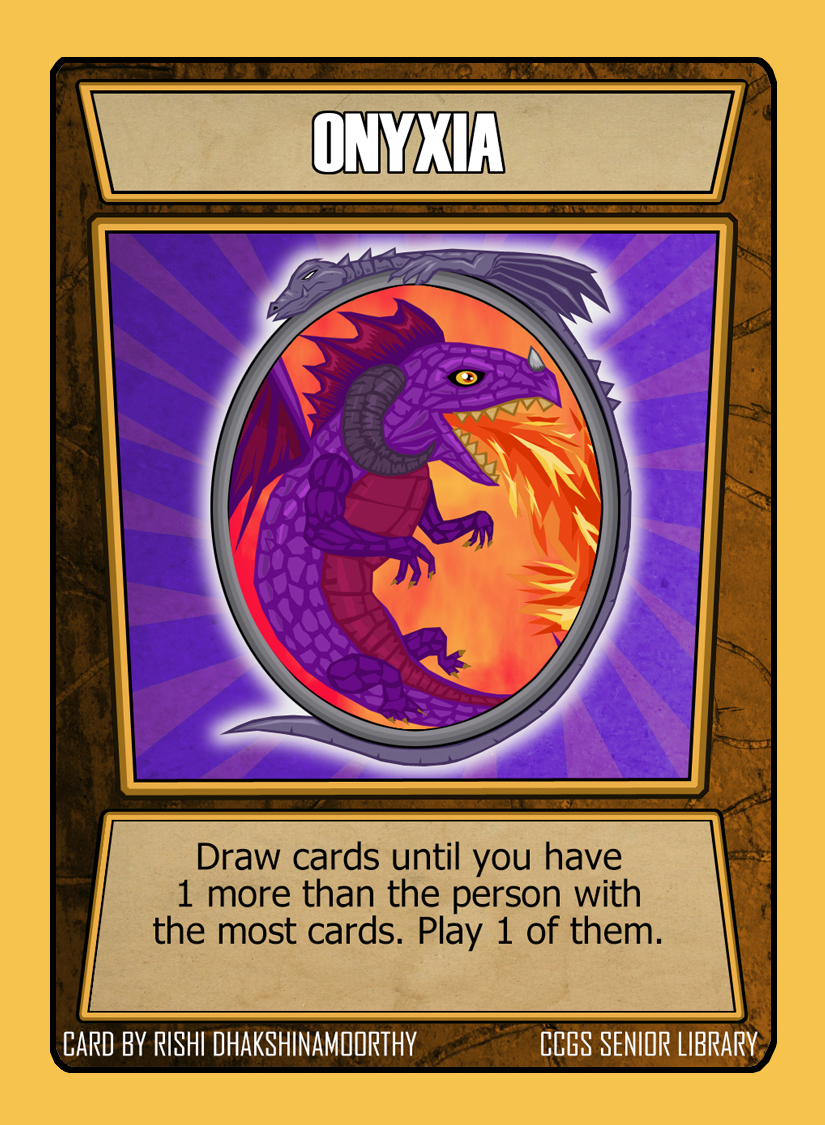 ONYXIA
Draw cards until you have
1 more than the person with
the most cards. Play 1 of them.
CARD BY RISHI DHAKSHINAMOORTHY
CCGS SENIOR LIBRARY